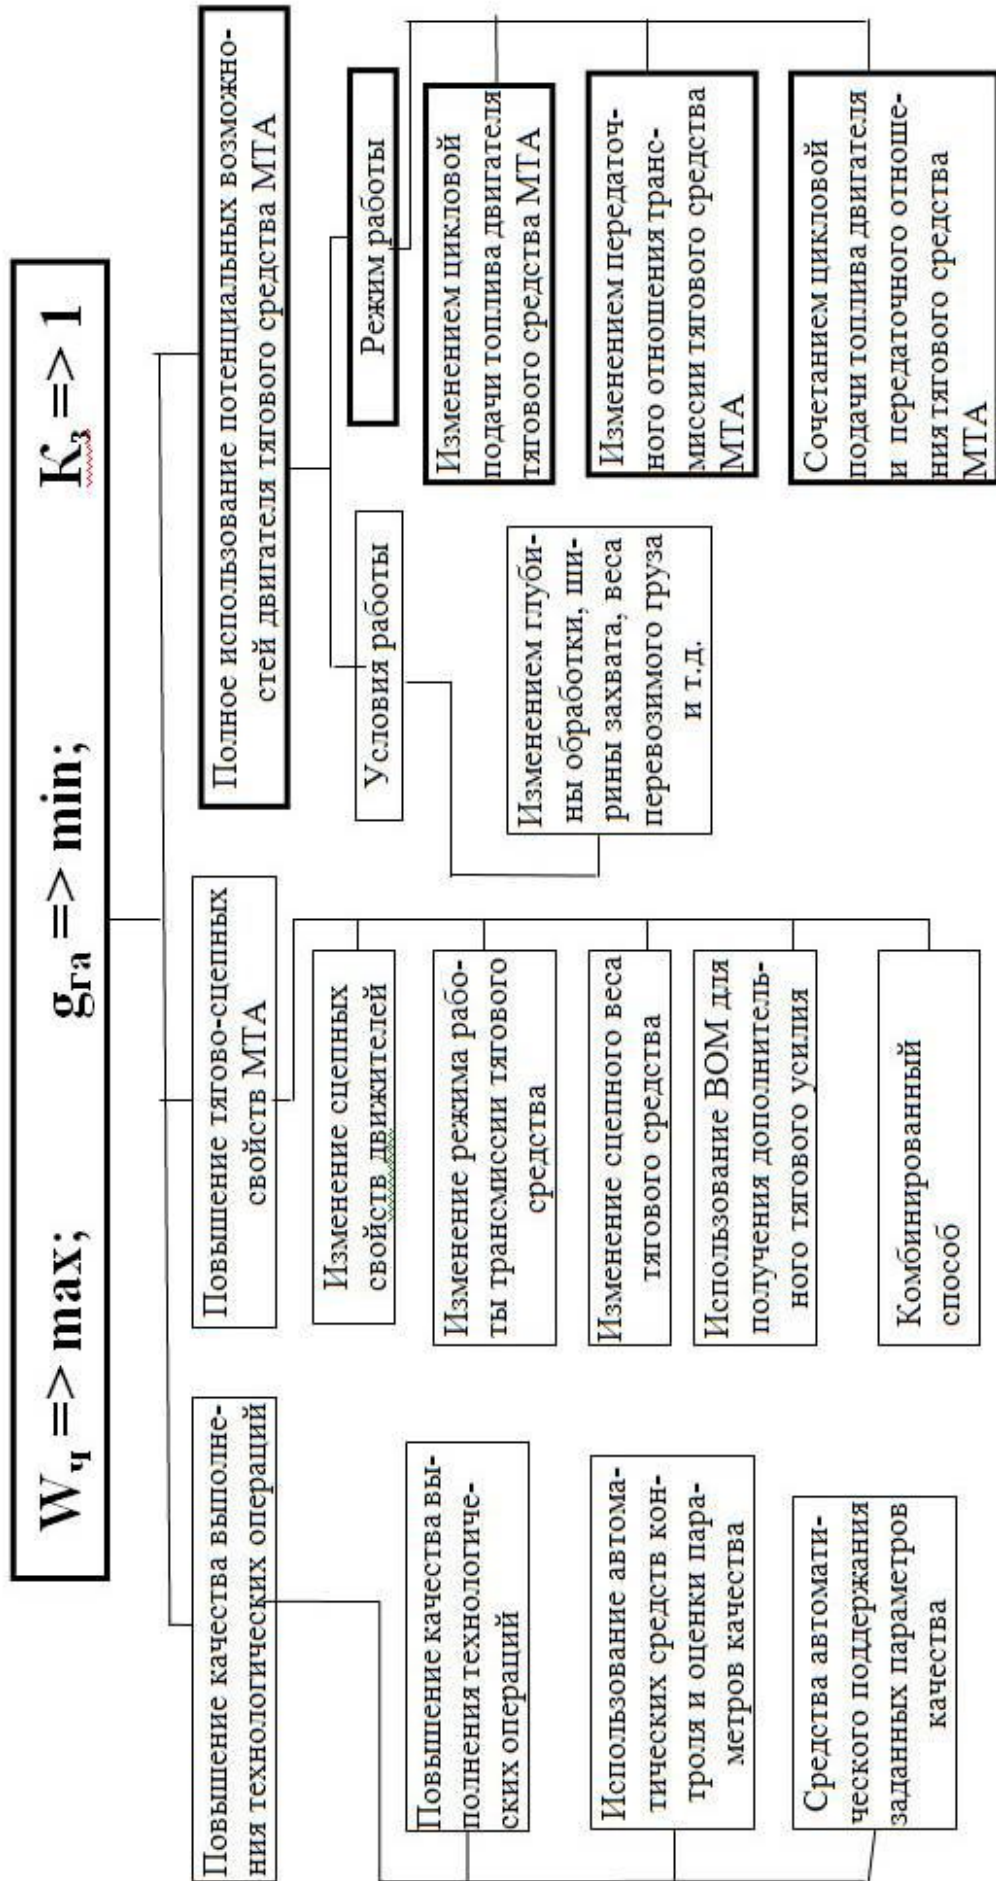 Wч => max; gга => min; Kз => 1
Повышение качества выполне-
ния технологических операций
Повышение качества вы-
полнения технологиче-
ских операций
Использование автома-
тических средств кон-
троля и оценки пара-
метров качества
Средства автомати-
ческого поддержания
заданных параметров
качества
Повышение тягово-сцепных
свойств МТА
Изменение сцепных
свойств движителей
Изменение режима рабо-
ты трансмиссии тягового
средства
Изменение сцепного веса
тягового средства
Использование ВОМ для
получения дополнитель-
ного тягового усилия
Комбинированный
способ
Полное использование потенциальных возможно-
стей двигателя тягового средства МТА
Условия работы
Изменением глуби-
ны обработки, ши-
рины захвата, веса
перевозимого груза
и т.д.
Режим работы
Изменением цикловой
подачи топлива двигателя
тягового средства МТА
Изменением передаточ-
ного отношения транс-
миссии тягового средства
МТА
Сочетанием цикловой
подачи топлива двигателя
и передаточного отноше-
ния тягового средства
МТА